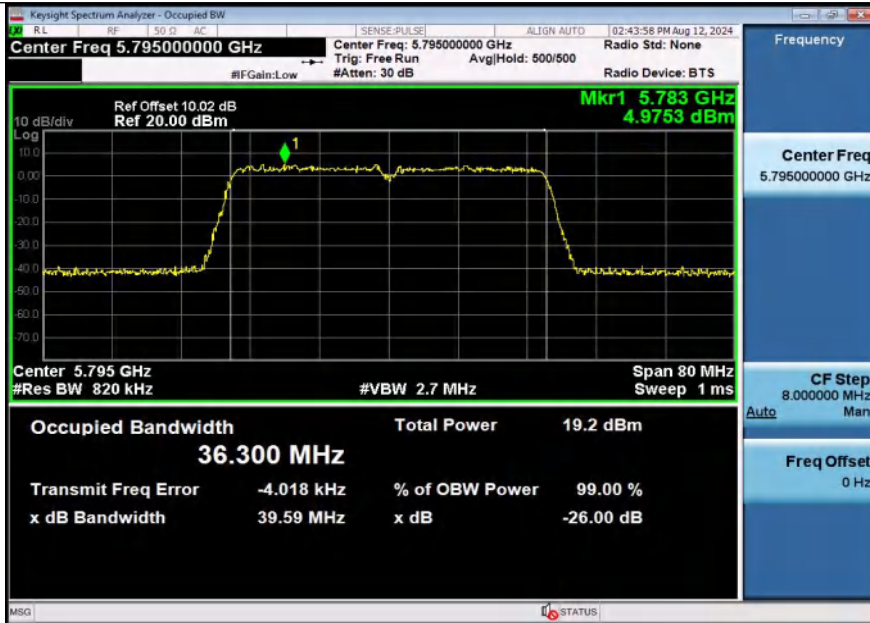 Keysight Spectrum Analyzer - Occupied BW
LXI RL RF 50 Ω AC SENSE:PULSE ALIGN AUTO 02:43:58 PM Aug 12, 2024
Center Freq 5.795000000 GHz
Center Freq: 5.795000000 GHz Radio Std: None
Trig: Free Run Avg|Hold: 500/500
#IFGain:Low #Atten: 30 dB Radio Device: BTS
Ref Offset 10.02 dB Mkr1 5.783 GHz
10 dB/div Ref 20.00 dBm 4.9753 dBm
Log
10.0
1
0.00
-10.0
-20.0
-30.0
-40.0
-50.0
-60.0
-70.0
Center 5.795 GHz Span 80 MHz
#Res BW 820 kHz #VBW 2.7 MHz Sweep 1 ms
Occupied Bandwidth Total Power 19.2 dBm
36.300 MHz
Transmit Freq Error -4.018 kHz % of OBW Power 99.00 %
x dB Bandwidth 39.59 MHz x dB -26.00 dB
MSG STATUS
Frequency
Center Freq
5.795000000 GHz
CF Step
8.000000 MHz
Auto Man
Freq Offset
0 Hz